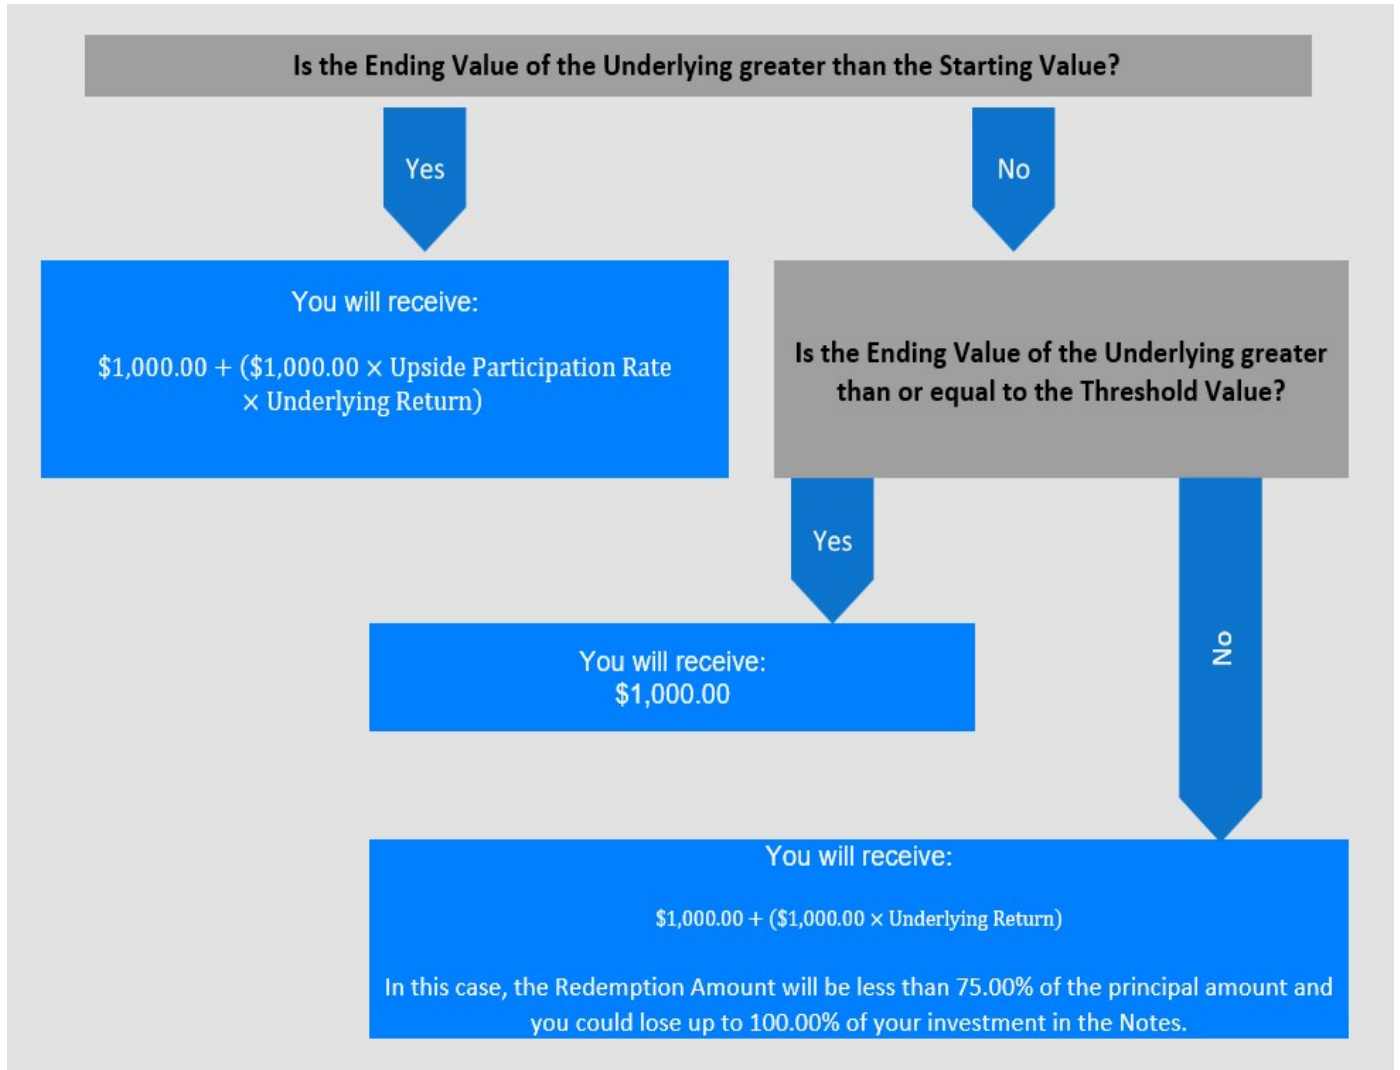 Is the Ending Value of the Underlying greater than the Starting Value?
Yes
No
You will receive:
$1,000.00 + ($1,000.00 × Upside Participation Rate
× Underlying Return)
Is the Ending Value of the Underlying greater
than or equal to the Threshold Value?
Yes
No
You will receive:
$1,000.00
You will receive:
$1,000.00 + ($1,000.00 × Underlying Return)
In this case, the Redemption Amount will be less than 75.00% of the principal amount and
you could lose up to 100.00% of your investment in the Notes.